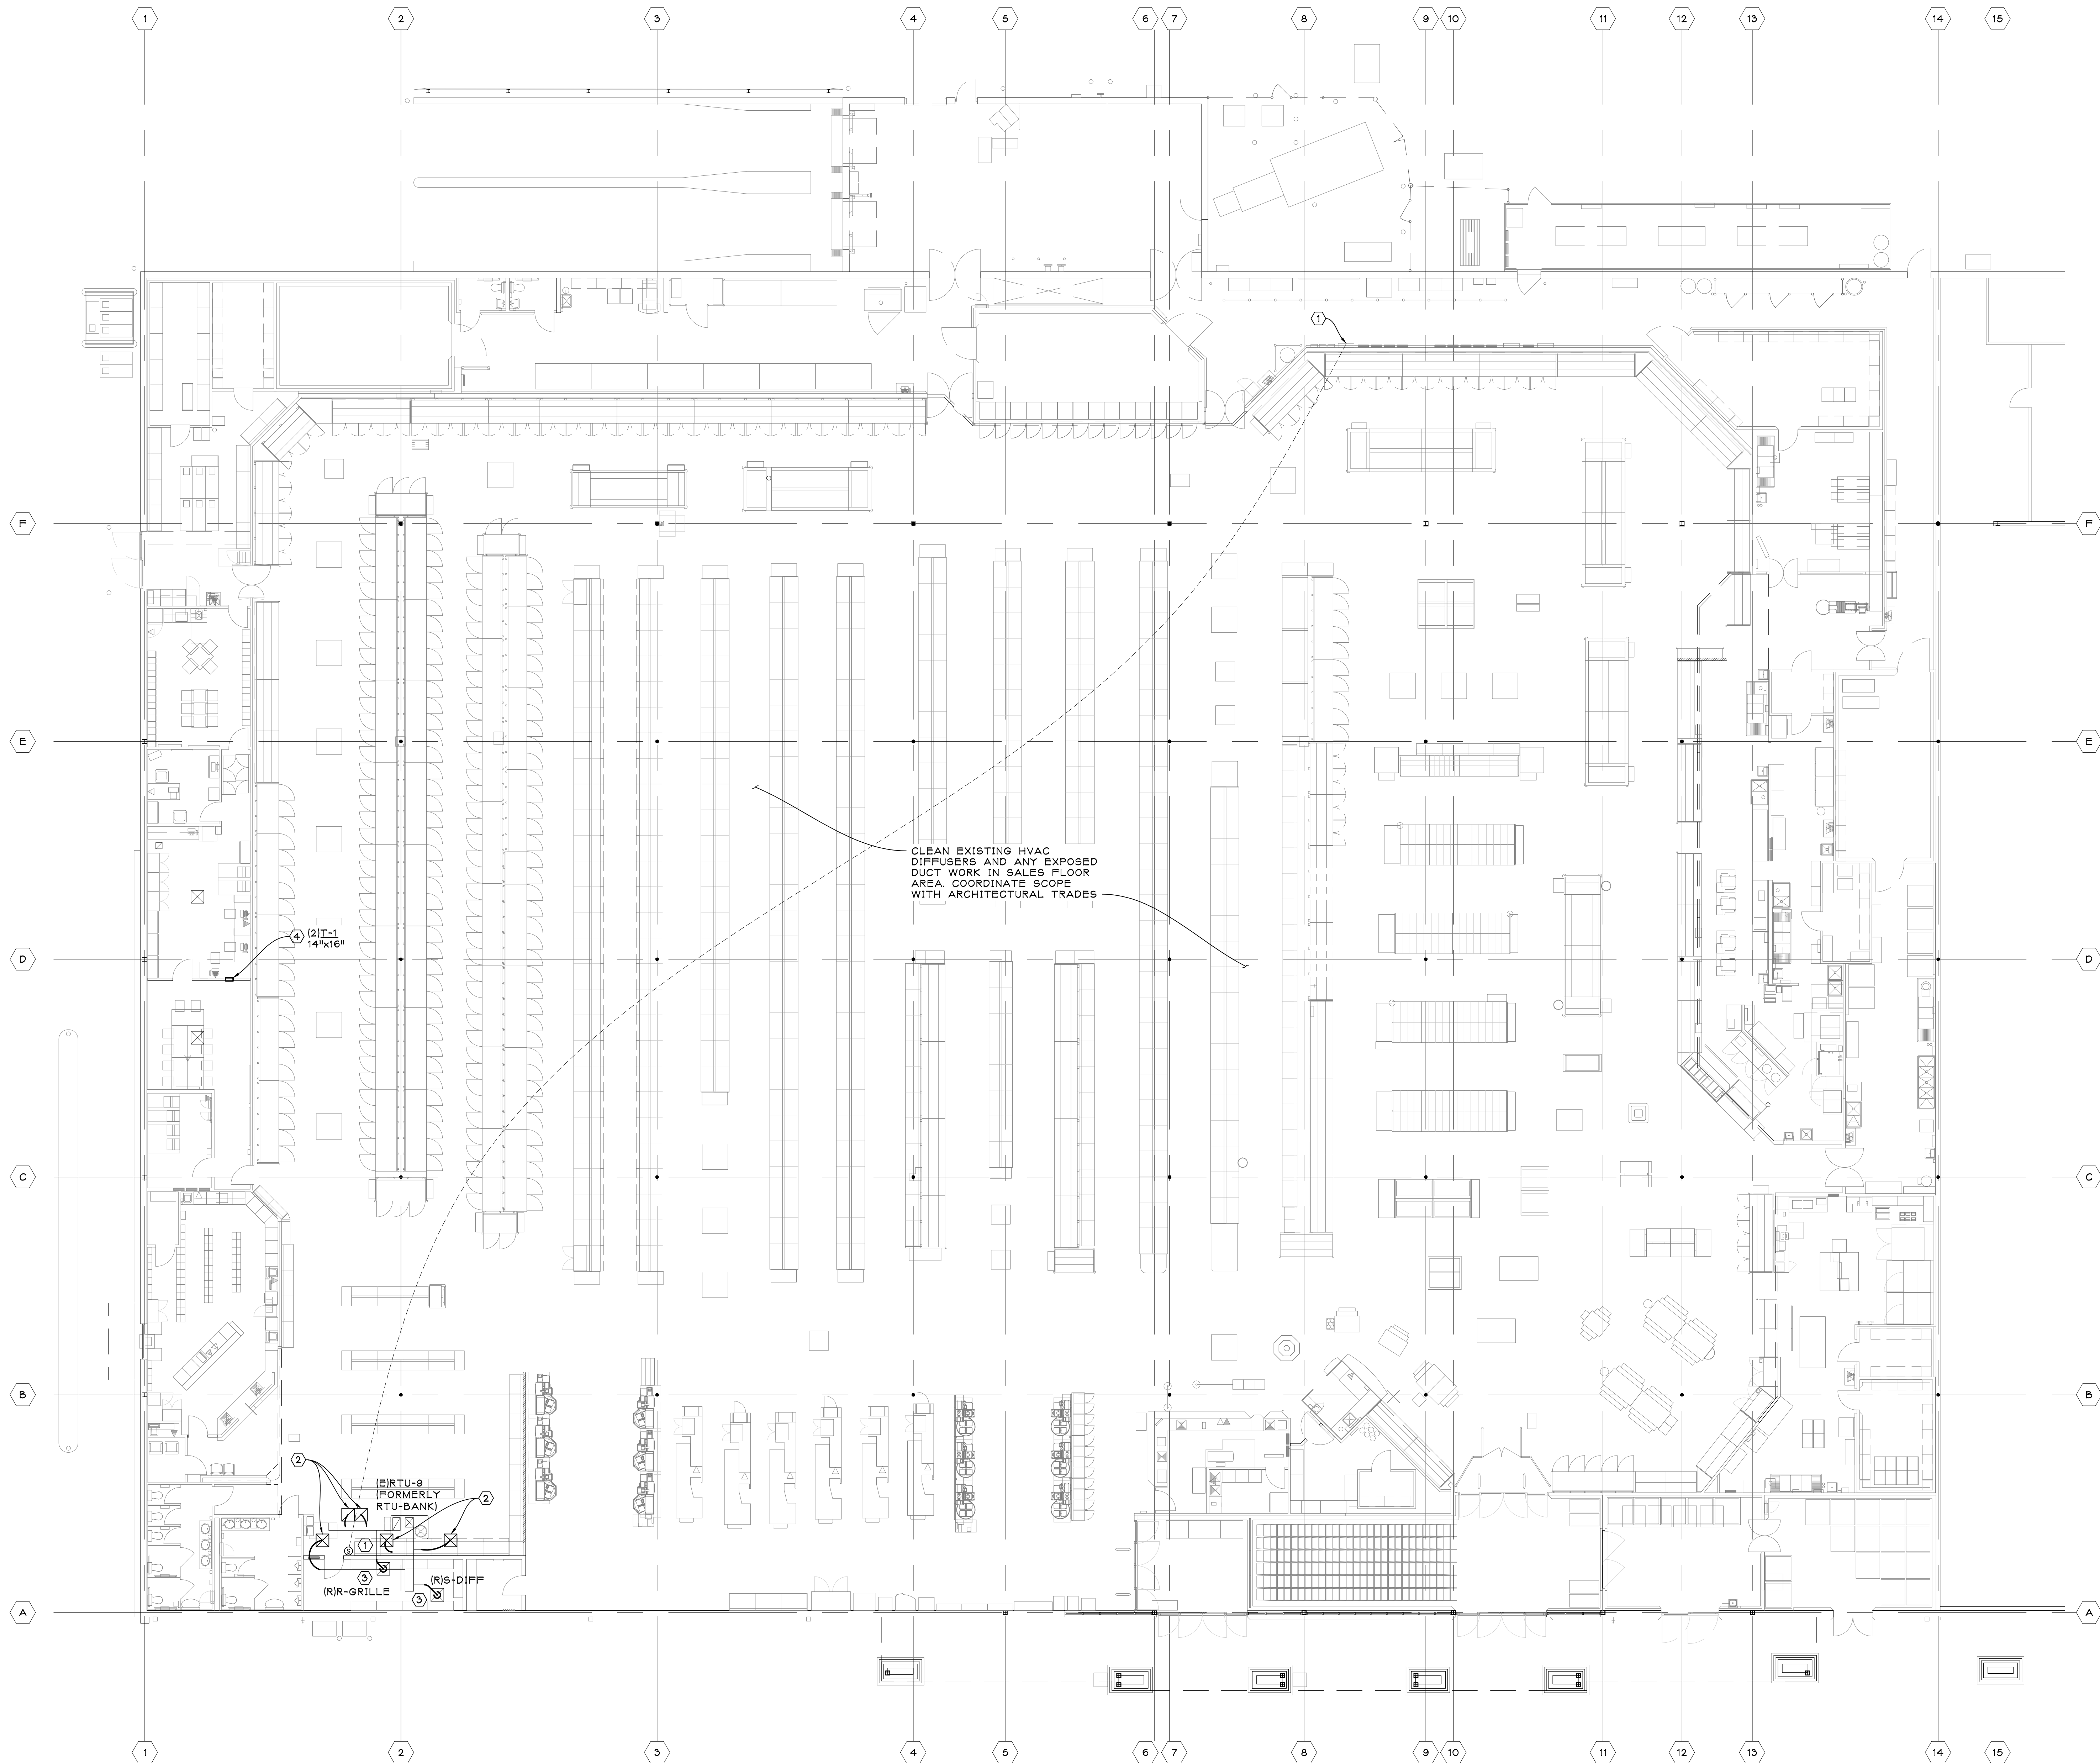 1 2 3 4 5 6 7 8 9 10 11 12 13 14 15
1
F F
E E
CLEAN EXISTING HVAC
DIFFUSERS AND ANY EXPOSED
DUCT WORK IN SALES FLOOR
AREA. COORDINATE SCOPE
WITH ARCHITECTURAL TRADES
4 (2)T-1
14"x16"
D D
C C
B B
2
(E)RTU-9
(FORMERLY
RTU-BANK)
2
S
1
3
(R)R-GRILLE
(R)S-DIFF
3
A A
1 2 3 4 5 6 7 8 9 10 11 12 13 14 15